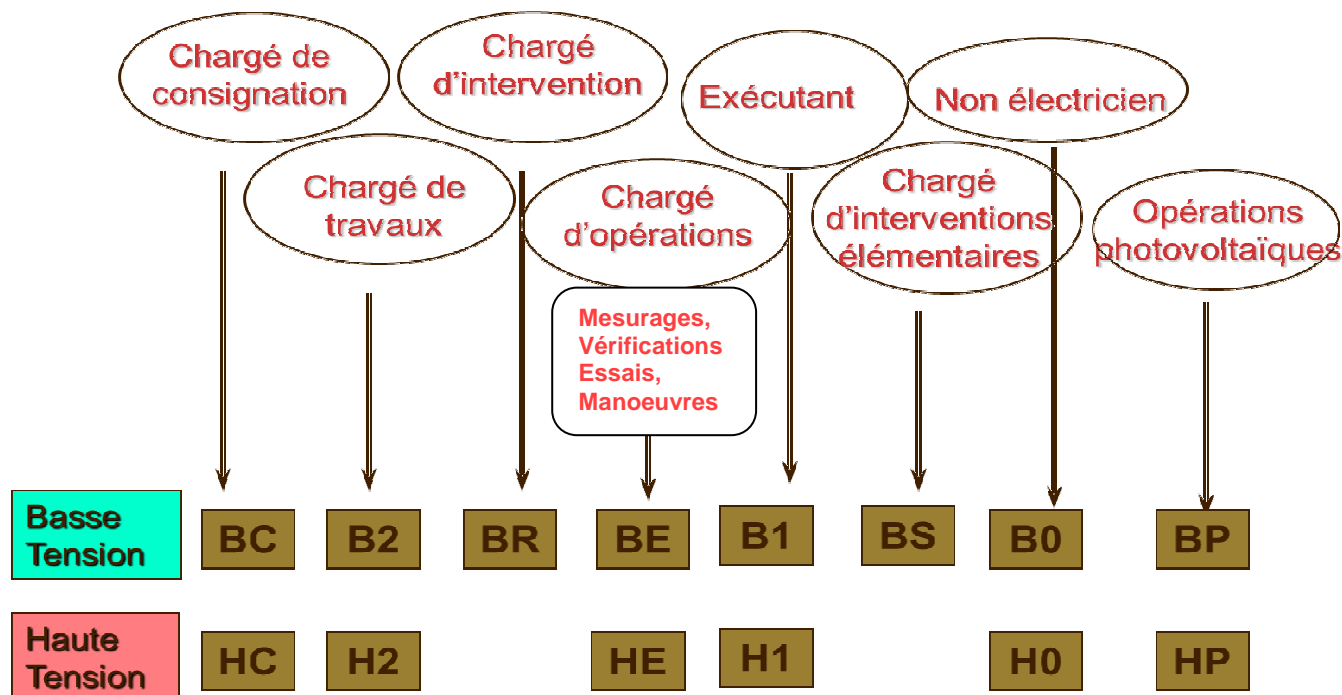 Chargé de
consignation
Chargé
d'intervention
Exécutant
Non électricien
Chargé de
travaux
Chargé
d'opérations
Chargé
d'interventions
élémentaires
Opérations
photovoltaïques
Mesurages,
Vérifications
Essais,
Manoeuvres
Basse
Tension
BC
B2
BR
BE
B1
BS
B0
BP
Haute
Tension
HC
H2
HE
H1
H0
HP